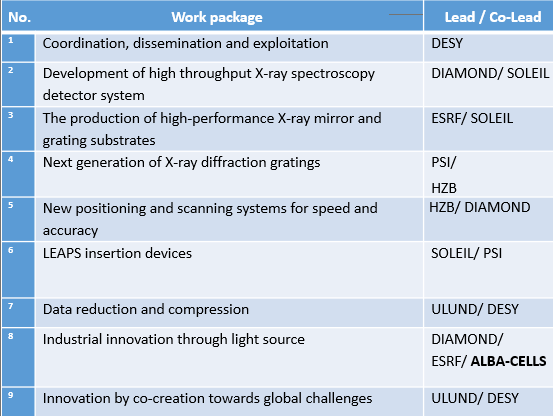 No. Work package Lead / Co-Lead
1 Coordination, dissemination and exploitation DESY
2 Development of high throughput X-ray spectroscopy DIAMOND/ SOLEIL
detector system
3 The production of high-performance X-ray mirror and ESRF/ SOLEIL
grating substrates
4 Next generation of X-ray diffraction gratings PSI/
HZB
5 New positioning and scanning systems for speed and HZB/ DIAMOND
accuracy
6 LEAPS insertion devices SOLEIL/ PSI
7 Data reduction and compression ULUND/ DESY
8 Industrial innovation through light source DIAMOND/
ESRF/ ALBA-CELLS
9 Innovation by co-creation towards global challenges ULUND/ DESY